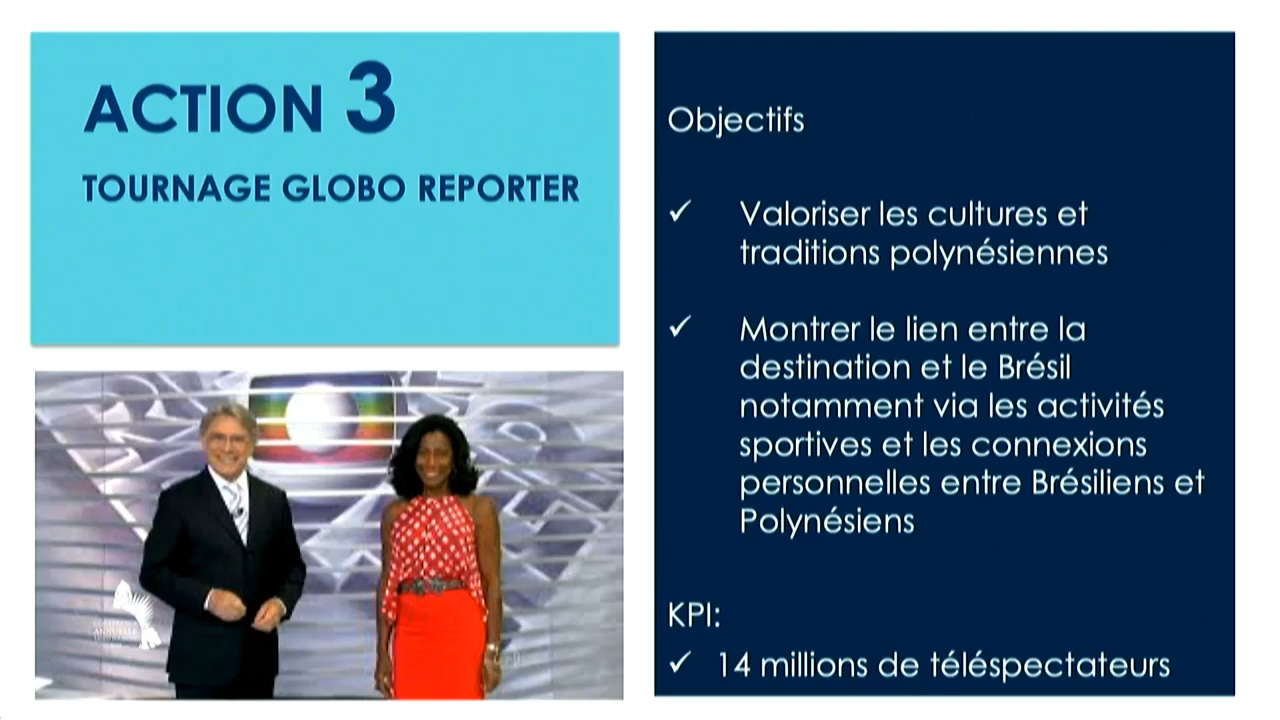 ACTION 3
TOURNAGE GLOBO REPORTER
Objectifs
✓ Valoriser les cultures et
traditions polynésiennes
✓ Montrer le lien entre la
destination et le Brésil
notamment via les activités
sportives et les connexions
personnelles entre Brésiliens et
Polynésiens
KPI:
✓ 14 millions de téléspectateurs
ANNUELLE